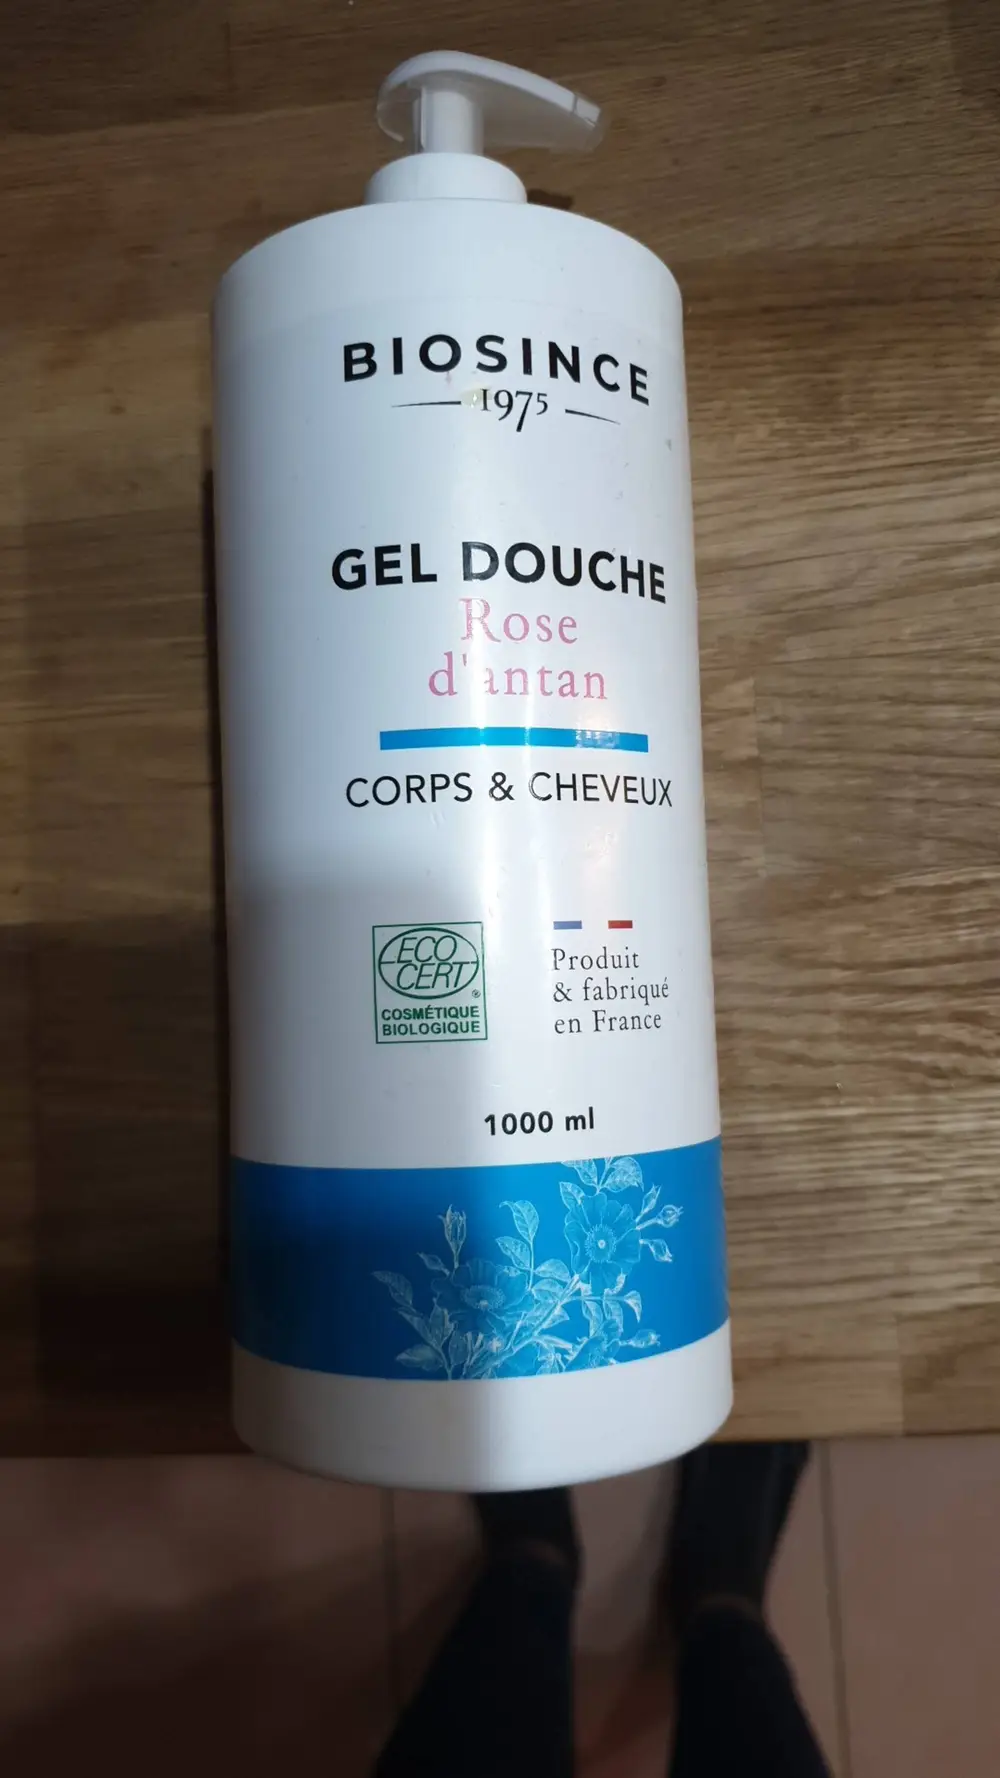 BIOSINCE
1975
GEL DOUCHE
Rose
d'antan
CORPS & CHEVEUX
ECO
CERT
®
COSMÉTIQUE
BIOLOGIQUE
Produit
& fabriqué
en France
1000 ml